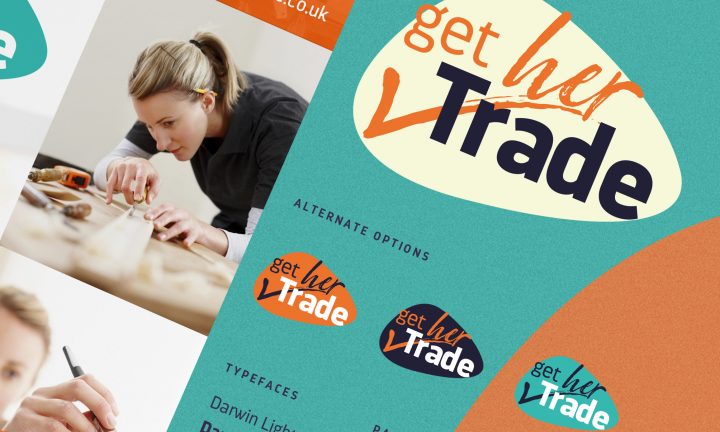 .co.uk
get her
Trade
ALTERNATE OPTIONS
get her
Trade
get her
Trade
get her
Trade
TYPEFACES
Darwin Light